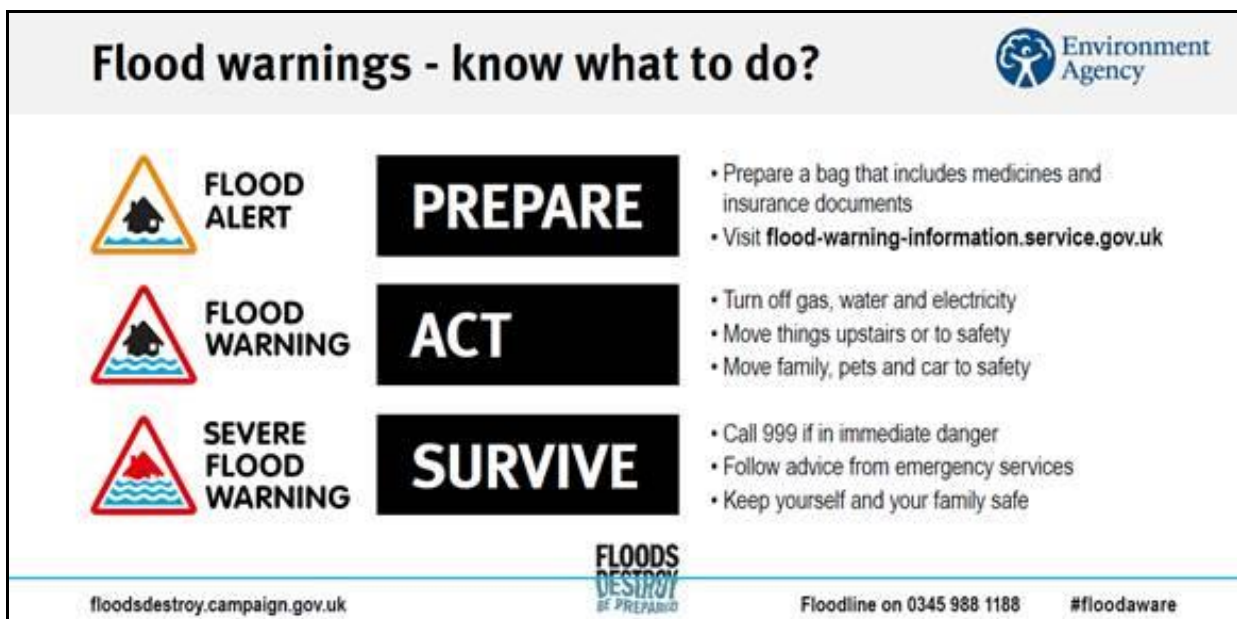 Flood warnings - know what to do?
Environment
Agency
FLOOD
ALERT
PREPARE
• Prepare a bag that includes medicines and
insurance documents
• Visit flood-warning-information.service.gov.uk
FLOOD
WARNING
ACT
• Turn off gas, water and electricity
• Move things upstairs or to safety
• Move family, pets and car to safety
SEVERE
FLOOD
WARNING
SURVIVE
• Call 999 if in immediate danger
• Follow advice from emergency services
• Keep yourself and your family safe
floodsdestroy.campaign.gov.uk
FLOODS
DESTROY
BE PREPARED
Floodline on 0345 988 1188
#floodaware